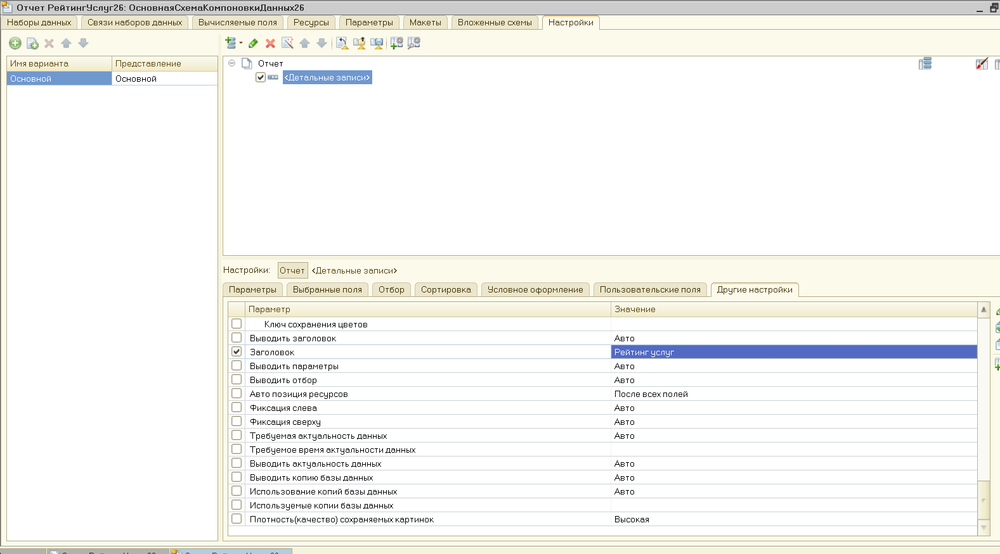 Отчет РейтингУслуг26: ОсновнаяСхемаКомпоновкиДанных26
Наборы данных Связи наборов данных Вычисляемые поля Ресурсы Параметры Макеты Вложенные схемы Настройки
Имя варианта Представление
Основной Основной
Отчет
<Детальные записи>
Настройки: Отчет <Детальные записи>
Параметры Выбранные поля Отбор Сортировка Условное оформление Пользовательские поля Другие настройки
Параметр Значение
Ключ сохранения цветов
Выводить заголовок Авто
Заголовок Рейтинг услуг
Выводить параметры Авто
Выводить отбор Авто
Авто позиция ресурсов После всех полей
Фиксация слева Авто
Фиксация сверху Авто
Требуемая актуальность данных Авто
Требуемое время актуальности данных
Выводить актуальность данных Авто
Выводить копию базы данных Авто
Использование копий базы данных Авто
Используемые копии базы данных
Плотность(качество) сохраняемых картинок Высокая